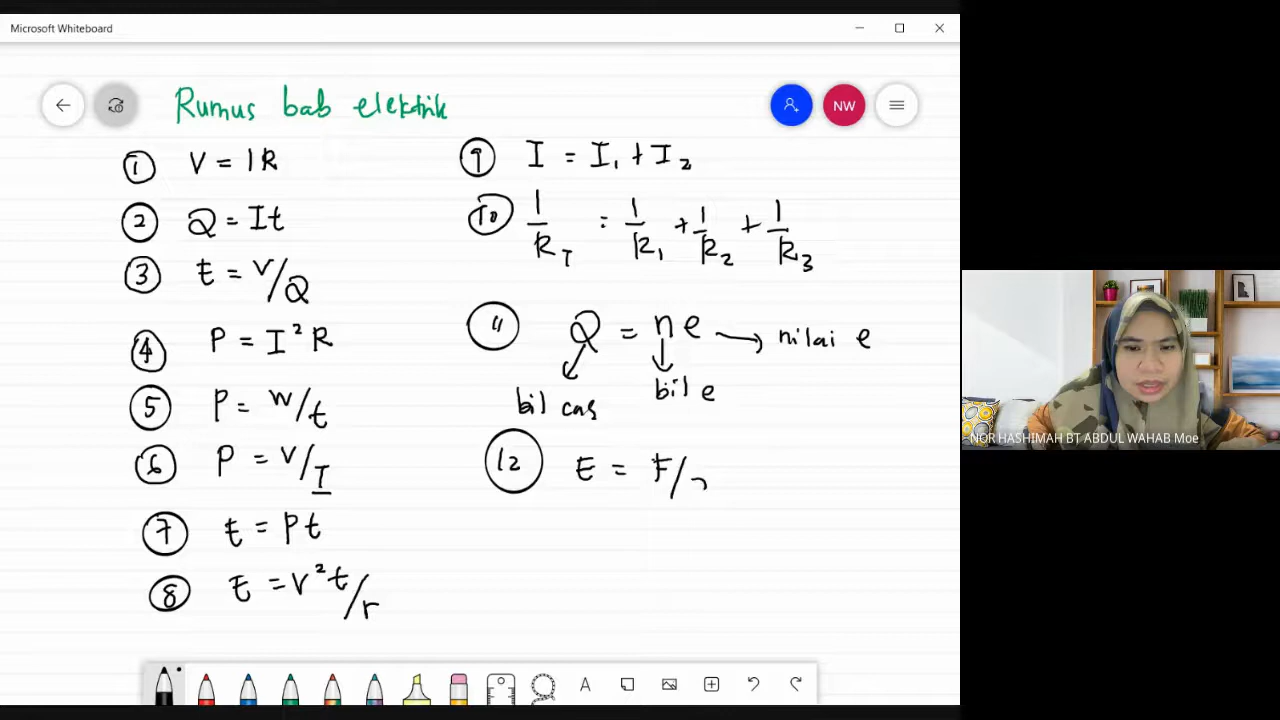 Microsoft Whiteboard
Rumus bab elektrik
NW
① V = IR
② Q = It
③ E = V/Q
④ P = I²R
⑤ P = W/t
⑥ P = V/I
⑦ E = Pt
⑧ E = V²t/r
⑨ I = I₁ + I₂
⑩ 1/R_T = 1/R₁ + 1/R₂ + 1/R₃
⑪ Q = ne → nilai e
bil cas
bil e
⑫ E = F/
NOR HASHIMAH BT ABDUL WAHAB Moe
A